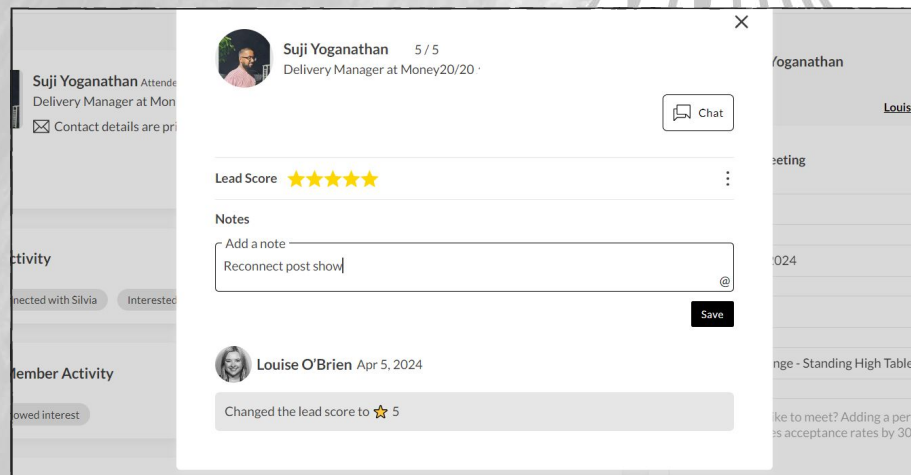 Suji Yoganathan 5 / 5
Delivery Manager at Money20/20
Chat
Lead Score
Notes
Add a note
Reconnect post show
@
Save
Louise O'Brien Apr 5, 2024
Changed the lead score to 5
Suji Yoganathan Attende
Delivery Manager at Mon
Contact details are pri
ctivity
nected with Silvia Interested
Member Activity
owed interest
Yoganathan
Louis
eeting
2024
nge - Standing High Table
ike to meet? Adding a per
es acceptance rates by 30